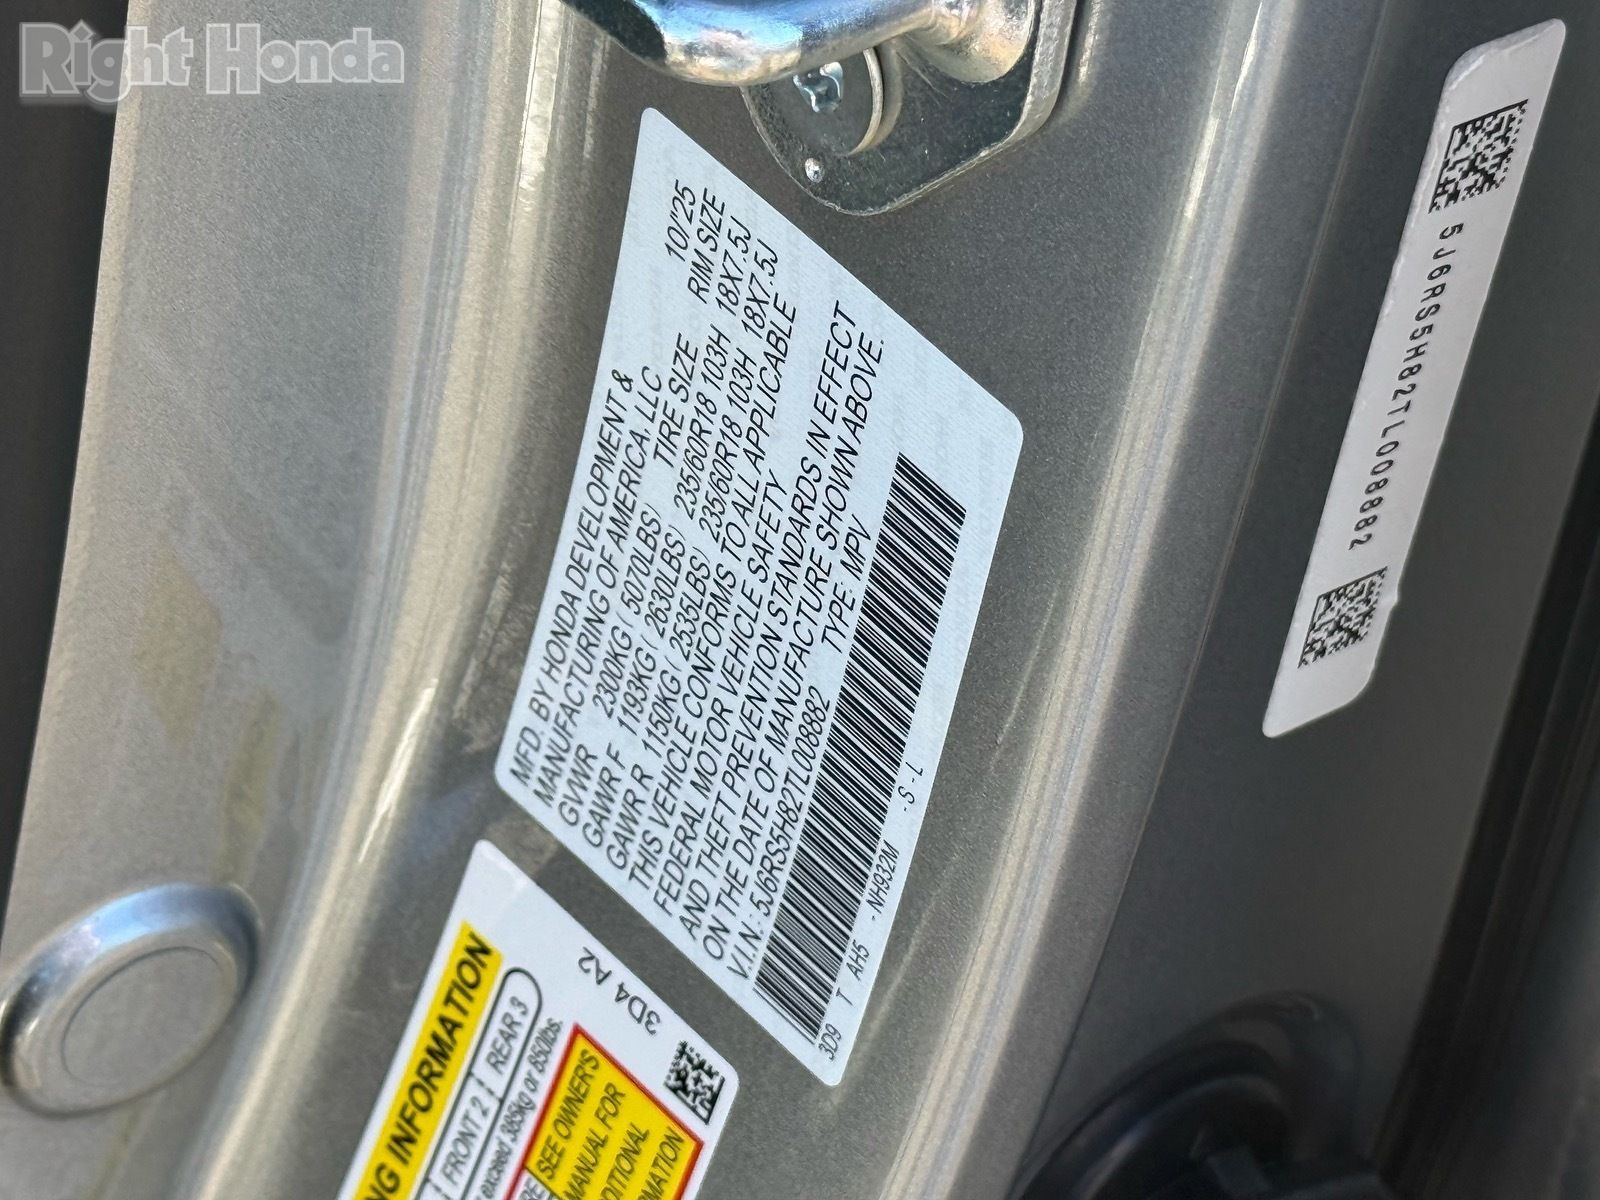 Right Honda
MFD. BY HONDA DEVELOPMENT &
MANUFACTURING OF AMERICA, LLC 10/'25
GVWR 2300KG ( 5070LBS) TIRE SIZE RIM SIZE
GAWR F 1193KG ( 2630LBS) 235/60R18 103H 18X7.5J
GAWR R 1150KG ( 2535LBS) 235/60R18 103H 18X7.5J
THIS VEHICLE CONFORMS TO ALL APPLICABLE
FEDERAL MOTOR VEHICLE SAFETY
AND THEFT PREVENTION STANDARDS IN EFFECT
ON THE DATE OF MANUFACTURE SHOWN ABOVE.
V.I.N.: 5J6RS5H82TL008882 TYPE: MPV
3D9 T AH5 - NH932M - S - L
5J6RS5H82TL008882
INFORMATION
FRONT 2 REAR 3
exceed 385kg or 850lbs.
SEE OWNER'S
MANUAL FOR
3D4 A2